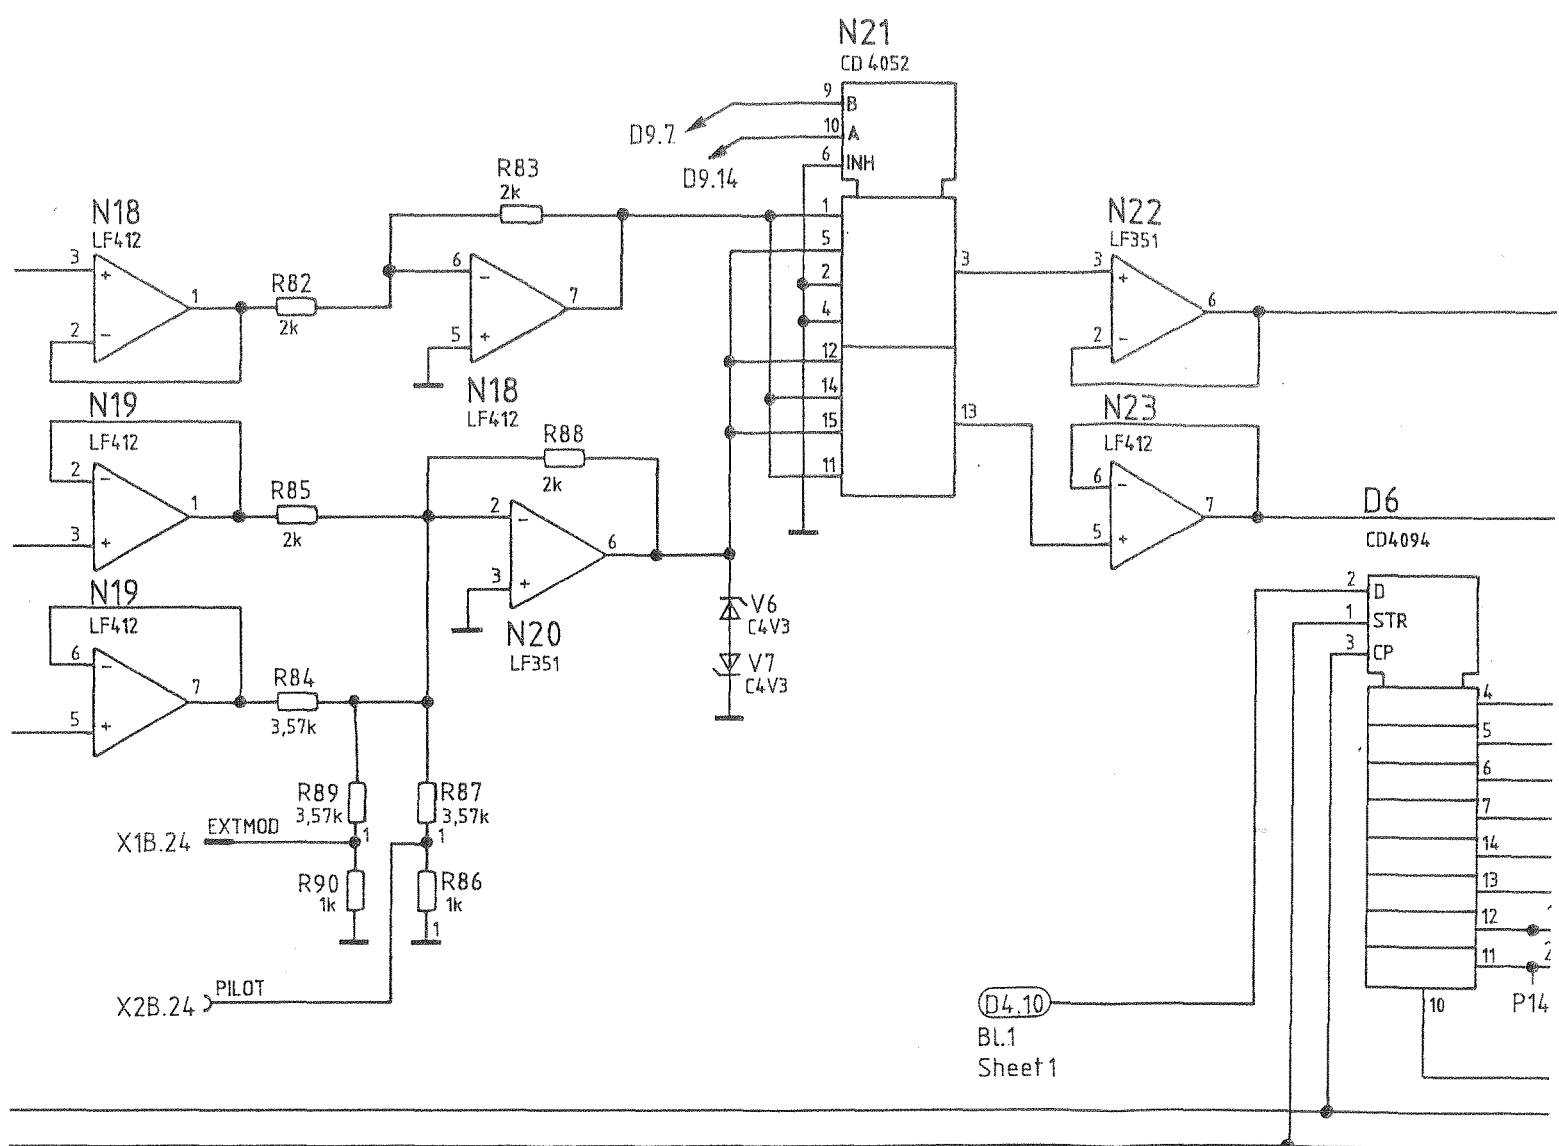 N21
CD 4052
9
B
D9.7
10
A
D9.14
6
INH
R83
2k
N18
LF412
3
+
2
-
1
R82
2k
6
-
5
+
7
N18
LF412
1
5
2
4
12
14
15
11
3
13
N22
LF351
3
+
2
-
6
N23
LF412
6
-
5
+
7
N19
LF412
2
-
3
+
1
R85
2k
R88
2k
2
-
3
+
6
N20
LF351
V6
C4V3
V7
C4V3
N19
LF412
6
-
5
+
7
R84
3,57k
R89
3,57k
R87
3,57k
X1B.24
EXTMOD
1
1
R90
1k
R86
1k
1
X2B.24
PILOT
D6
CD4094
2
D
1
STR
3
CP
4
5
6
7
14
13
12
11
2
10
P14
D4.10
Bl.1
Sheet 1